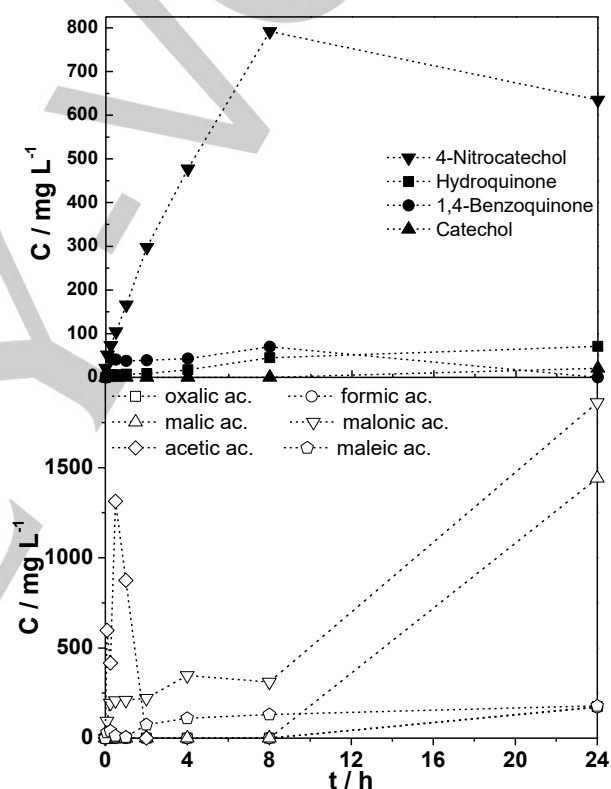 800
700
600
500
400
300
200
100
0
C / mg L⁻¹
4-Nitrocatechol
Hydroquinone
1,4-Benzoquinone
Catechol
oxalic ac. formic ac.
malic ac. malonic ac.
acetic ac. maleic ac.
1500
1000
500
0
C / mg L⁻¹
0 4 8 12 16 20 24
t / h